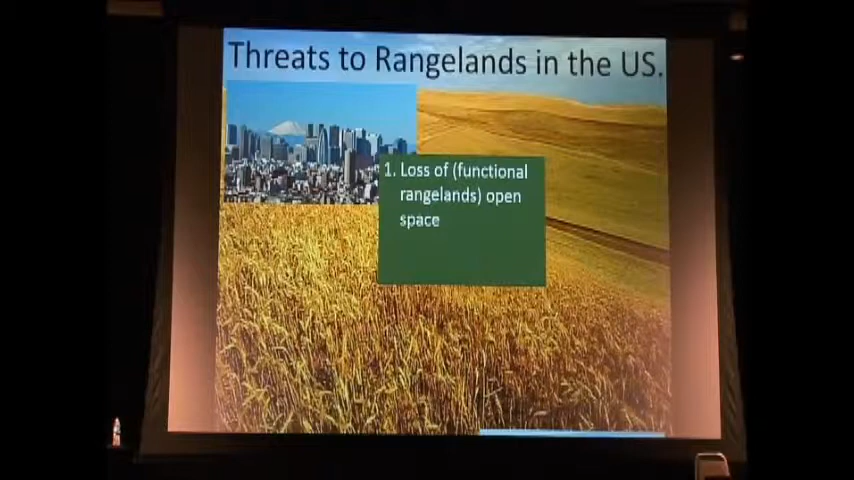 Threats to Rangelands in the US.
1. Loss of (functional
rangelands) open
space